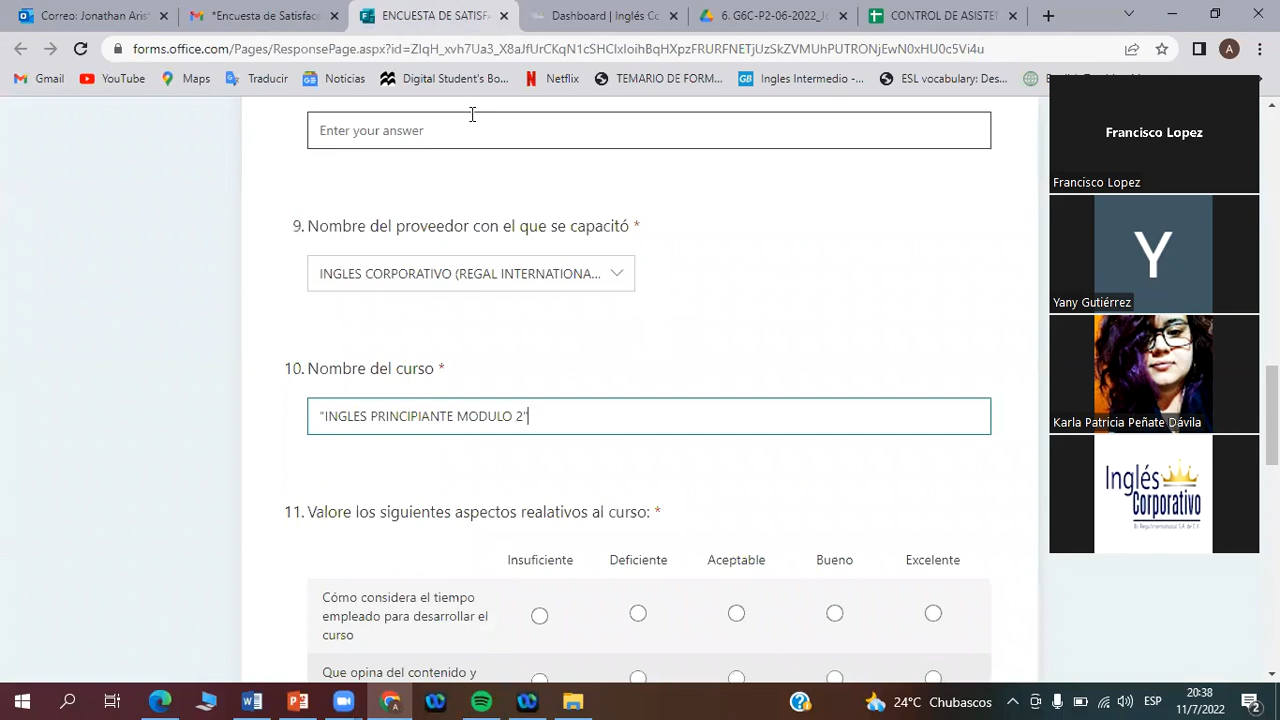 Correo: Jonathan Aris
*Encuesta de Satisfac
ENCUESTA DE SATISF
Dashboard | Inglés Co
6. G6C-P2-06-2022_Jo
CONTROL DE ASISTEN
forms.office.com/Pages/ResponsePage.aspx?id=ZIqH_xvh7Ua3_X8aJfUrCKqN1cSHClxIoihBqHXpzFRURFNETjUzSkZVMUhPUTRONjEwN0xHU0c5Vi4u
A
Gmail
YouTube
Maps
Traducir
Noticias
Digital Student's Bo...
Netflix
TEMARIO DE FORM...
GB Ingles Intermedio -...
ESL vocabulary: Des...
Enter your answer
9. Nombre del proveedor con el que se capacitó *
INGLES CORPORATIVO (REGAL INTERNATIONA...
10. Nombre del curso *
"INGLES PRINCIPIANTE MODULO 2"
11. Valore los siguientes aspectos realativos al curso: *
Insuficiente Deficiente Aceptable Bueno Excelente
Cómo considera el tiempo
empleado para desarrollar el
curso
Que opina del contenido y
Francisco Lopez
Francisco Lopez
Y
Yany Gutiérrez
Karla Patricia Peñate Dávila
Inglés
Corporativo
24°C Chubascos
ESP
20:38
11/7/2022
2